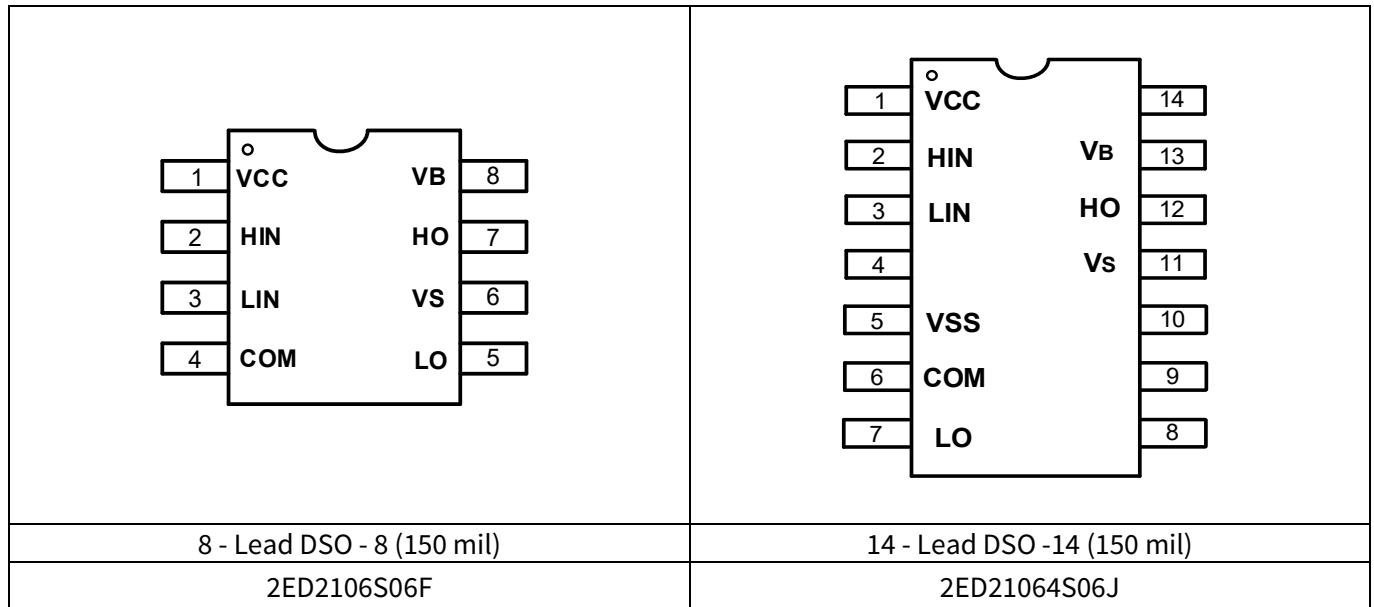 1 VCC VB 8
2 HIN HO 7
3 LIN VS 6
4 COM LO 5
1 VCC 14
2 HIN VB 13
3 LIN HO 12
4 VS 11
5 VSS 10
6 COM 9
7 LO 8
8 - Lead DSO - 8 (150 mil)
14 - Lead DSO -14 (150 mil)
2ED2106S06F
2ED21064S06J